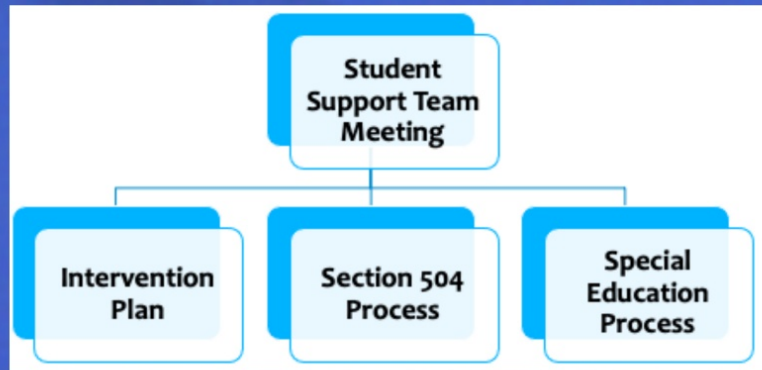 Student
Support Team
Meeting
Intervention
Plan
Section 504
Process
Special
Education
Process